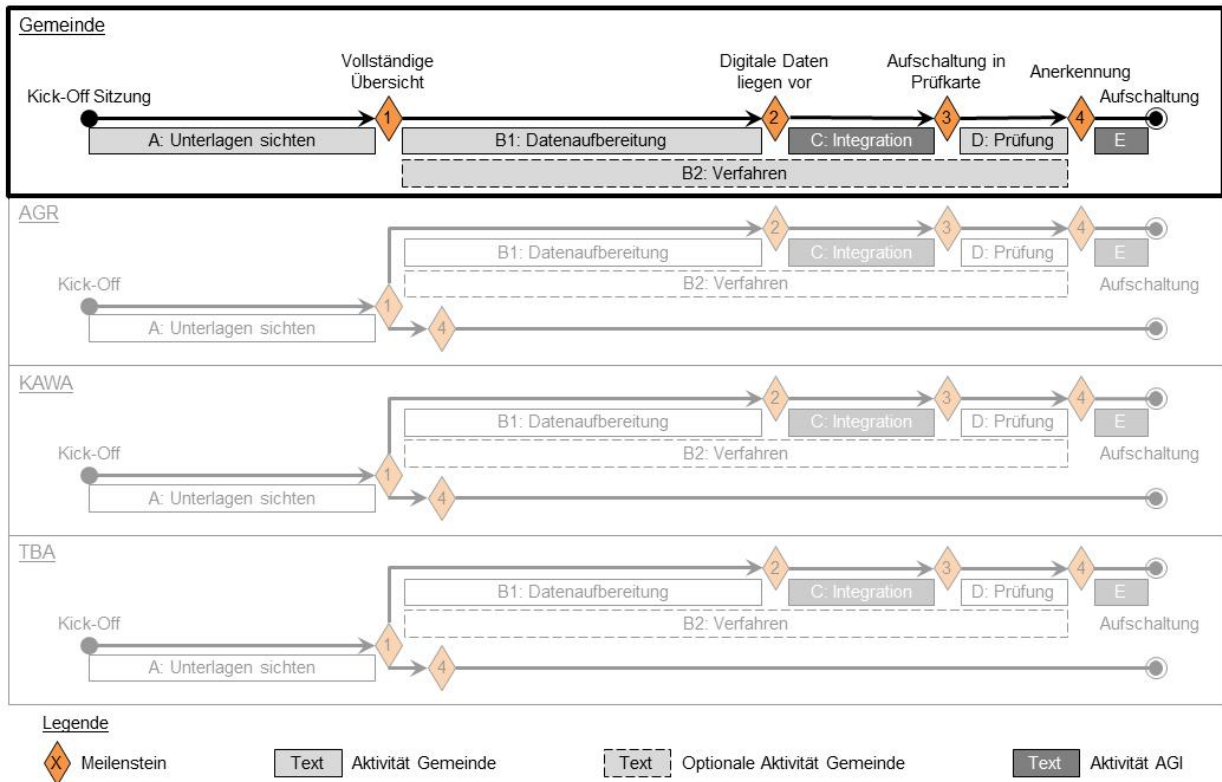 Gemeinde
Vollständige
Übersicht
Digitale Daten
liegen vor
Aufschaltung in
Prüfkarte
Anerkennung
Kick-Off Sitzung
Aufschaltung
1
2
3
4
A: Unterlagen sichten
B1: Datenaufbereitung
C: Integration
D: Prüfung
E
B2: Verfahren
AGR
2
3
4
B1: Datenaufbereitung
C: Integration
D: Prüfung
E
B2: Verfahren
Kick-Off
Aufschaltung
1
A: Unterlagen sichten
4
KAWA
2
3
4
B1: Datenaufbereitung
C: Integration
D: Prüfung
E
B2: Verfahren
Kick-Off
Aufschaltung
1
A: Unterlagen sichten
4
TBA
2
3
4
B1: Datenaufbereitung
C: Integration
D: Prüfung
E
B2: Verfahren
Kick-Off
Aufschaltung
1
A: Unterlagen sichten
4
Legende
X Meilenstein
Text Aktivität Gemeinde
Text Optionale Aktivität Gemeinde
Text Aktivität AGI